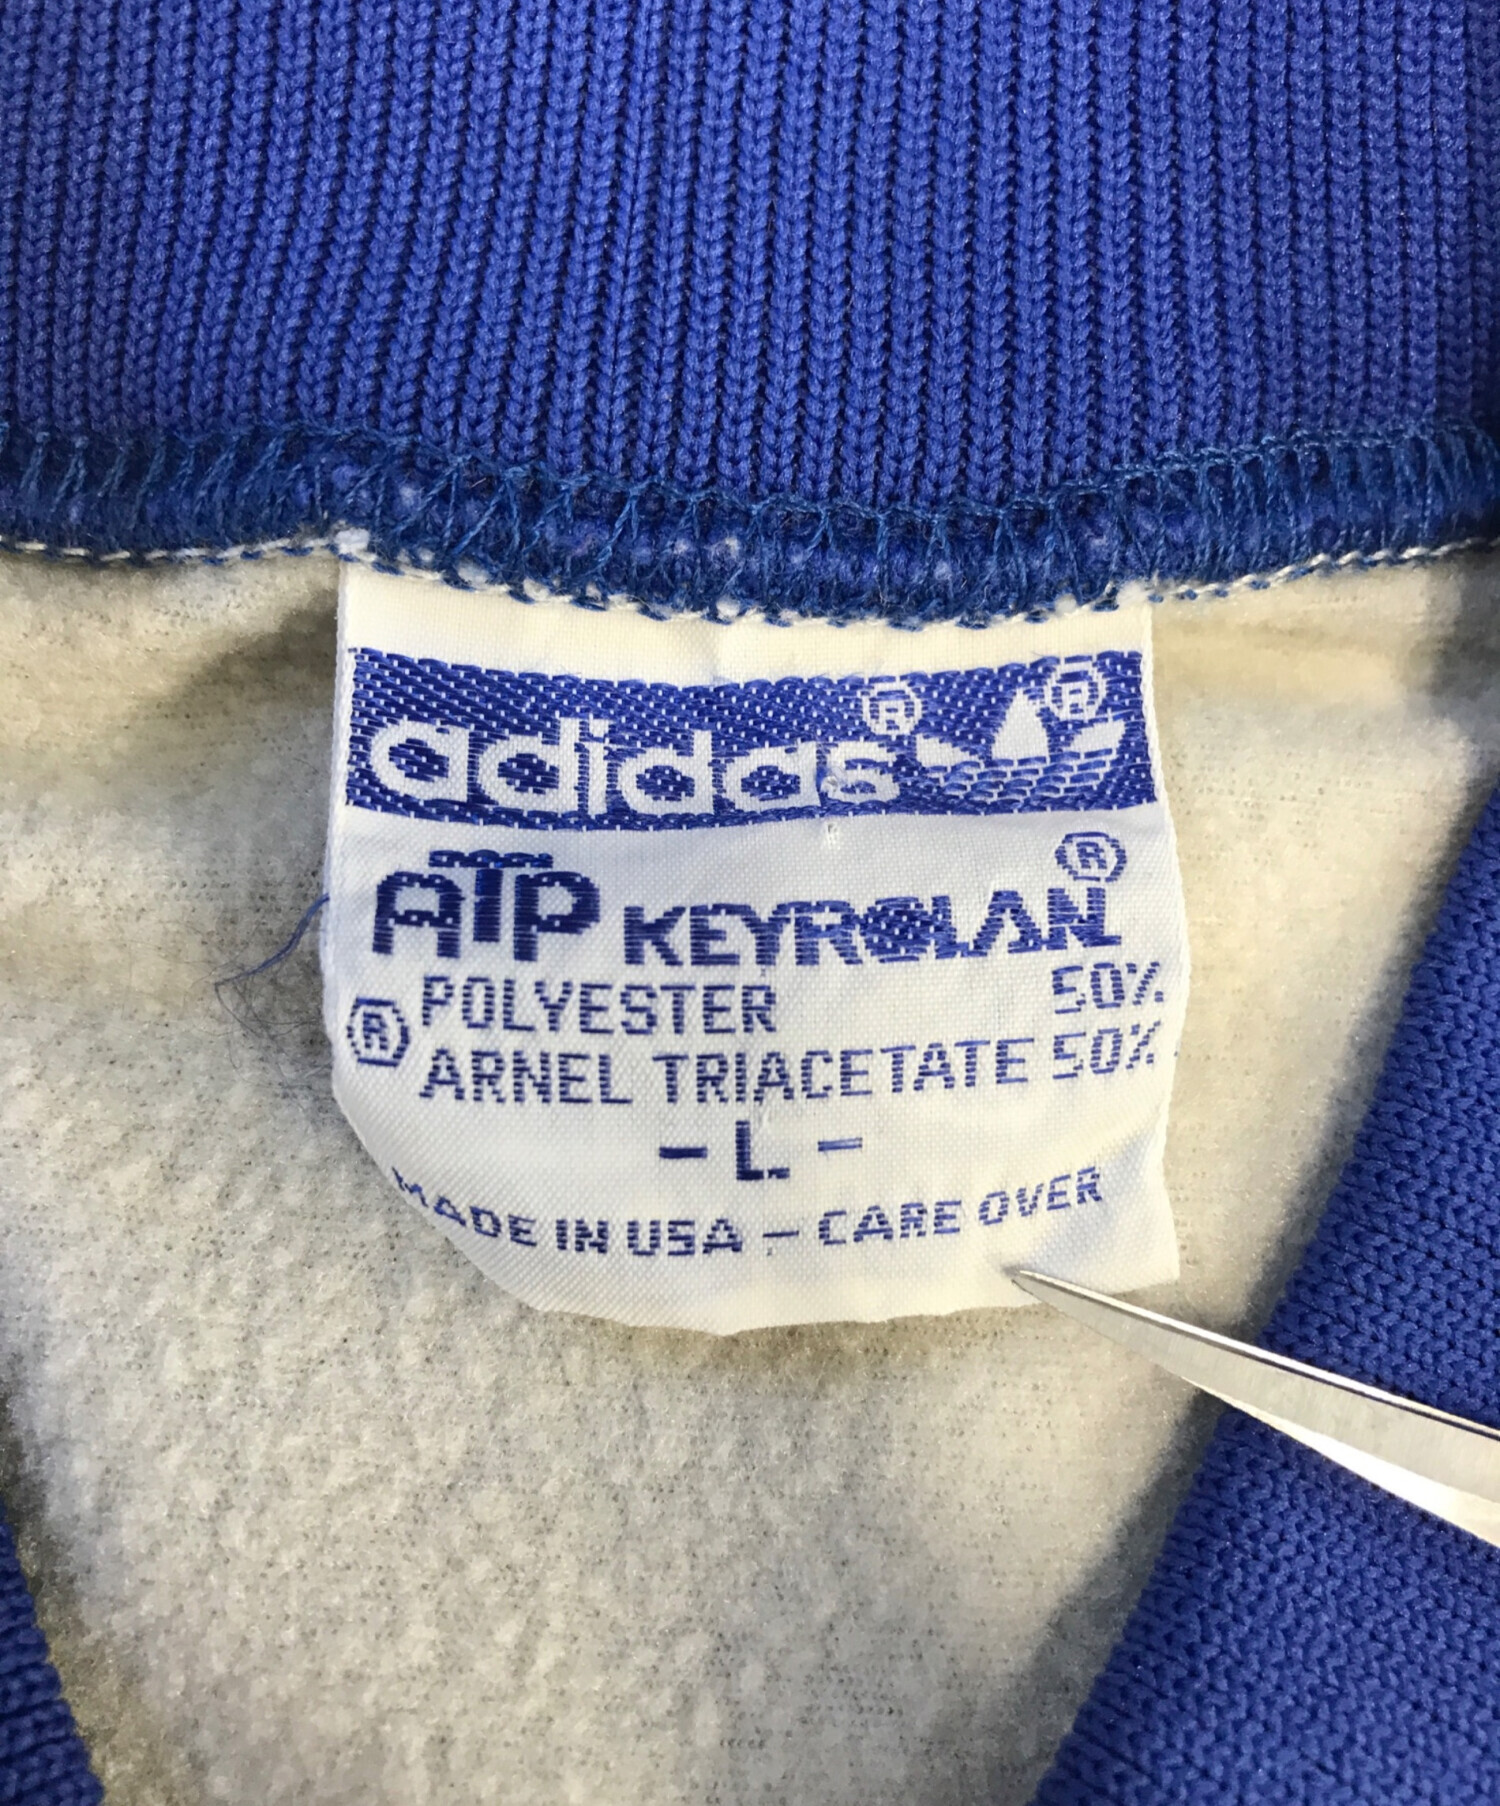 adidas® ®
ATP KEYROLAN®
POLYESTER 50%
® ARNEL TRIACETATE 50%
- L -
MADE IN USA - CARE OVER